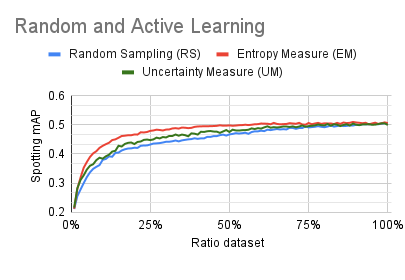 Random and Active Learning
Random Sampling (RS)
Entropy Measure (EM)
Uncertainty Measure (UM)
Spotting mAP
0.6
0.5
0.4
0.3
0.2
0%
25%
50%
75%
100%
Ratio dataset